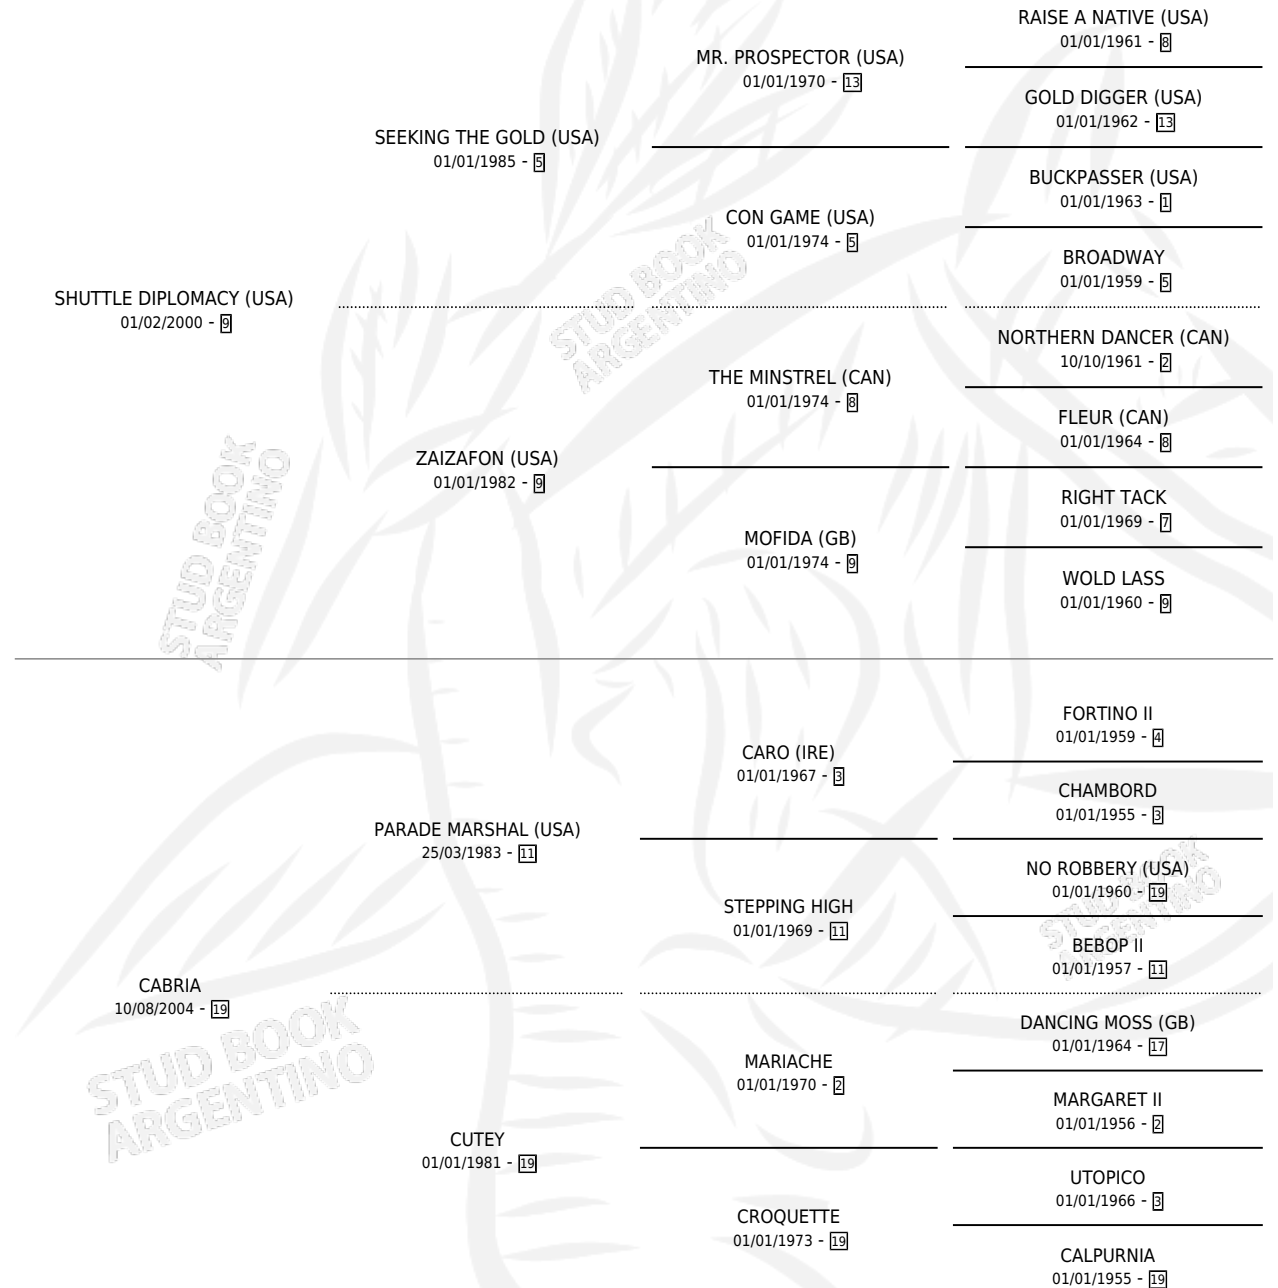 RAISE A NATIVE (USA)
01/01/1961 - 8
MR. PROSPECTOR (USA)
01/01/1970 - 13
GOLD DIGGER (USA)
01/01/1962 - 13
SEEKING THE GOLD (USA)
01/01/1985 - 5
BUCKPASSER (USA)
01/01/1963 - 1
CON GAME (USA)
01/01/1974 - 5
BROADWAY
01/01/1959 - 5
SHUTTLE DIPLOMACY (USA)
01/02/2000 - 9
NORTHERN DANCER (CAN)
10/10/1961 - 2
THE MINSTREL (CAN)
01/01/1974 - 8
FLEUR (CAN)
01/01/1964 - 8
ZAIZAFON (USA)
01/01/1982 - 9
RIGHT TACK
01/01/1969 - 7
MOFIDA (GB)
01/01/1974 - 9
WOLD LASS
01/01/1960 - 9
FORTINO II
01/01/1959 - 4
CARO (IRE)
01/01/1967 - 3
CHAMBORD
01/01/1955 - 3
PARADE MARSHAL (USA)
25/03/1983 - 11
NO ROBBERY (USA)
01/01/1960 - 19
STEPPING HIGH
01/01/1969 - 11
BEBOP II
01/01/1957 - 11
CABRIA
10/08/2004 - 19
DANCING MOSS (GB)
01/01/1964 - 17
MARIACHE
01/01/1970 - 2
MARGARET II
01/01/1956 - 2
CUTEY
01/01/1981 - 19
UTOPICO
01/01/1966 - 3
CROQUETTE
01/01/1973 - 19
CALPURNIA
01/01/1955 - 19
STUD BOOK
ARGENTINO
STUD BOOK
ARGENTINO
STUD BOOK
ARGENTINO
STUD BOOK
ARGENTINO